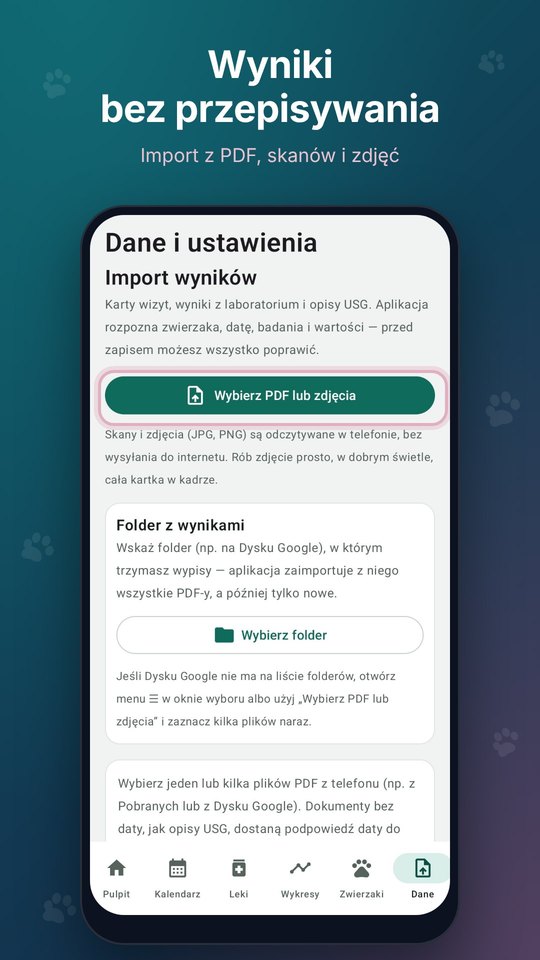 Wyniki
bez przepisywania
Import z PDF, skanów i zdjęć
Dane i ustawienia
Import wyników
Karty wizyt, wyniki z laboratorium i opisy USG. Aplikacja
rozpozna zwierzaka, datę, badania i wartości — przed
zapisem możesz wszystko poprawić.
Wybierz PDF lub zdjęcia
Skany i zdjęcia (JPG, PNG) są odczytywane w telefonie, bez
wysyłania do internetu. Rób zdjęcie prosto, w dobrym świetle,
cała kartka w kadrze.
Folder z wynikami
Wskaż folder (np. na Dysku Google), w którym
trzymasz wypisy — aplikacja zaimportuje z niego
wszystkie PDF-y, a później tylko nowe.
Wybierz folder
Jeśli Dysku Google nie ma na liście folderów, otwórz
menu ☰ w oknie wyboru albo użyj „Wybierz PDF lub
zdjęcia” i zaznacz kilka plików naraz.
Wybierz jeden lub kilka plików PDF z telefonu (np. z
Pobranych lub z Dysku Google). Dokumenty bez
daty, jak opisy USG, dostaną podpowiedź daty do
Pulpit
Kalendarz
Leki
Wykresy
Zwierzaki
Dane